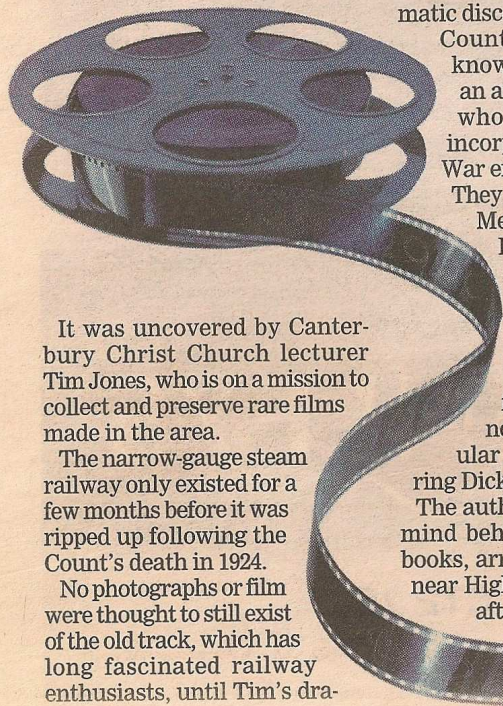 It was uncovered by Canter-
bury Christ Church lecturer
Tim Jones, who is on a mission to
collect and preserve rare films
made in the area.
The narrow-gauge steam
railway only existed for a
few months before it was
ripped up following the
Count's death in 1924.
No photographs or film
were thought to still exist
of the old track, which has
long fascinated railway
enthusiasts, until Tim's dra-
matic disc
Count
know
an a
who
incor
War e
They
Me
ular
ring Dick
The auth
mind beh
books, arr
near Hig
aft